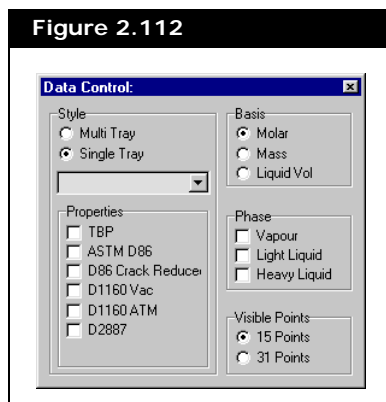 Figure 2.112
Data Control:
Style
Multi Tray
Single Tray
Properties
TBP
ASTM D86
D86 Crack Reduce
D1160 Vac
D1160 ATM
D2887
Basis
Molar
Mass
Liquid Vol
Phase
Vapour
Light Liquid
Heavy Liquid
Visible Points
15 Points
31 Points